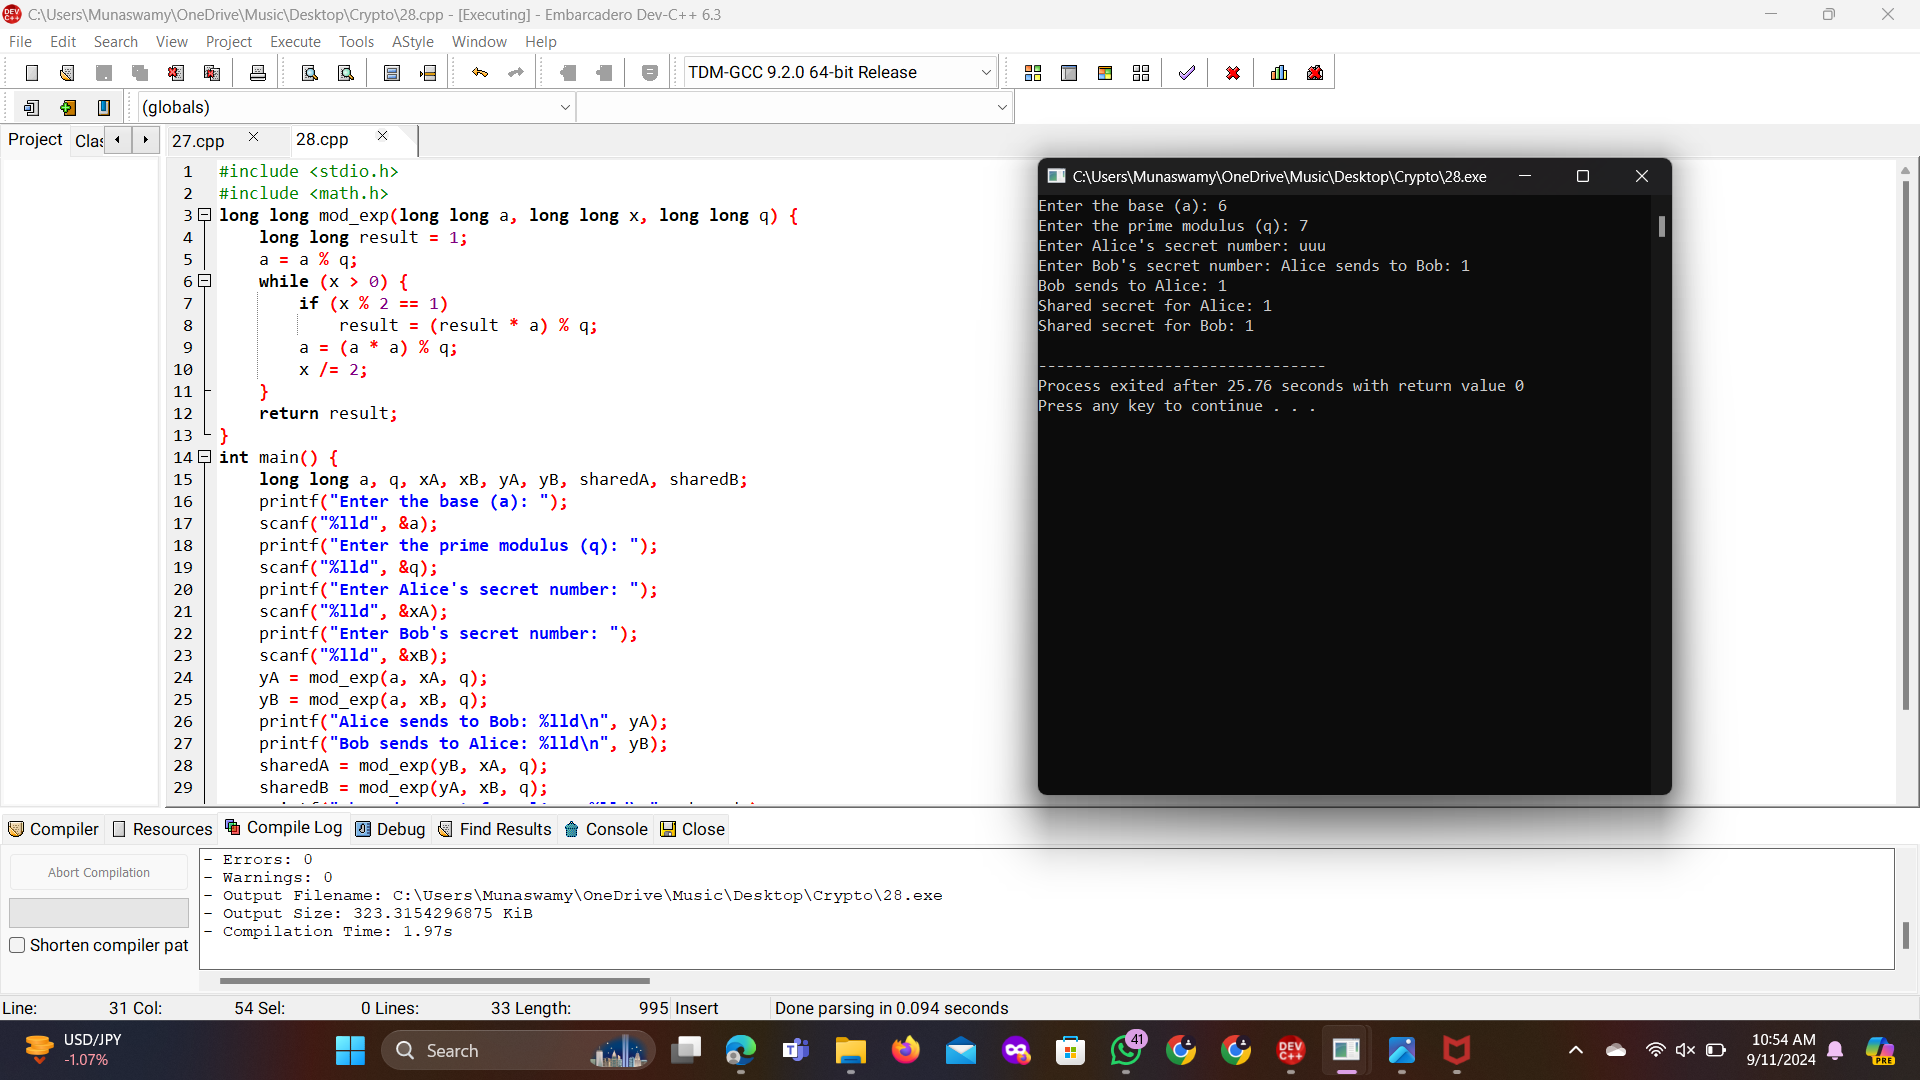 C:\Users\Munaswamy\OneDrive\Music\Desktop\Crypto\28.cpp - [Executing] - Embarcadero Dev-C++ 6.3
File Edit Search View Project Execute Tools AStyle Window Help
TDM-GCC 9.2.0 64-bit Release
(globals)
Project Clas 27.cpp 28.cpp
1 #include <stdio.h>
2 #include <math.h>
3 long long mod_exp(long long a, long long x, long long q) {
4 long long result = 1;
5 a = a % q;
6 while (x > 0) {
7 if (x % 2 == 1)
8 result = (result * a) % q;
9 a = (a * a) % q;
10 x /= 2;
11 }
12 return result;
13 }
14 int main() {
15 long long a, q, xA, xB, yA, yB, sharedA, sharedB;
16 printf("Enter the base (a): ");
17 scanf("%lld", &a);
18 printf("Enter the prime modulus (q): ");
19 scanf("%lld", &q);
20 printf("Enter Alice's secret number: ");
21 scanf("%lld", &xA);
22 printf("Enter Bob's secret number: ");
23 scanf("%lld", &xB);
24 yA = mod_exp(a, xA, q);
25 yB = mod_exp(a, xB, q);
26 printf("Alice sends to Bob: %lld\n", yA);
27 printf("Bob sends to Alice: %lld\n", yB);
28 sharedA = mod_exp(yB, xA, q);
29 sharedB = mod_exp(yA, xB, q);
C:\Users\Munaswamy\OneDrive\Music\Desktop\Crypto\28.exe
Enter the base (a): 6
Enter the prime modulus (q): 7
Enter Alice's secret number: uuu
Enter Bob's secret number: Alice sends to Bob: 1
Bob sends to Alice: 1
Shared secret for Alice: 1
Shared secret for Bob: 1
--------------------------------
Process exited after 25.76 seconds with return value 0
Press any key to continue . . .
Compiler Resources Compile Log Debug Find Results Console Close
Abort Compilation
Shorten compiler pat
- Errors: 0
- Warnings: 0
- Output Filename: C:\Users\Munaswamy\OneDrive\Music\Desktop\Crypto\28.exe
- Output Size: 323.3154296875 KiB
- Compilation Time: 1.97s
Line: 31 Col: 54 Sel: 0 Lines: 33 Length: 995 Insert Done parsing in 0.094 seconds
USD/JPY
-1.07%
Search
41
DEV C++
10:54 AM
9/11/2024
PRE